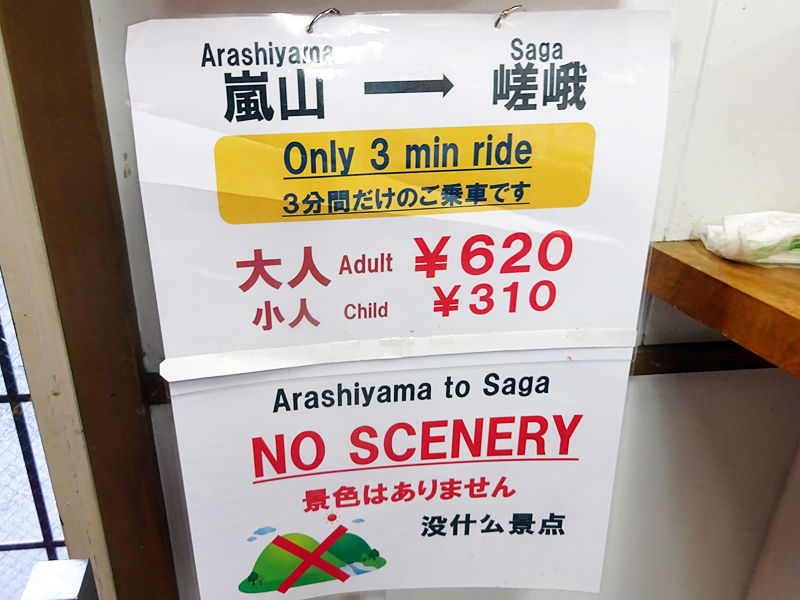 Arashiyama Saga
嵐山 → 嵯峨
Only 3 min ride
3分間だけのご乗車です
大人 Adult ￥620
小人 Child ￥310
Arashiyama to Saga
NO SCENERY
景色はありません
没什么景点